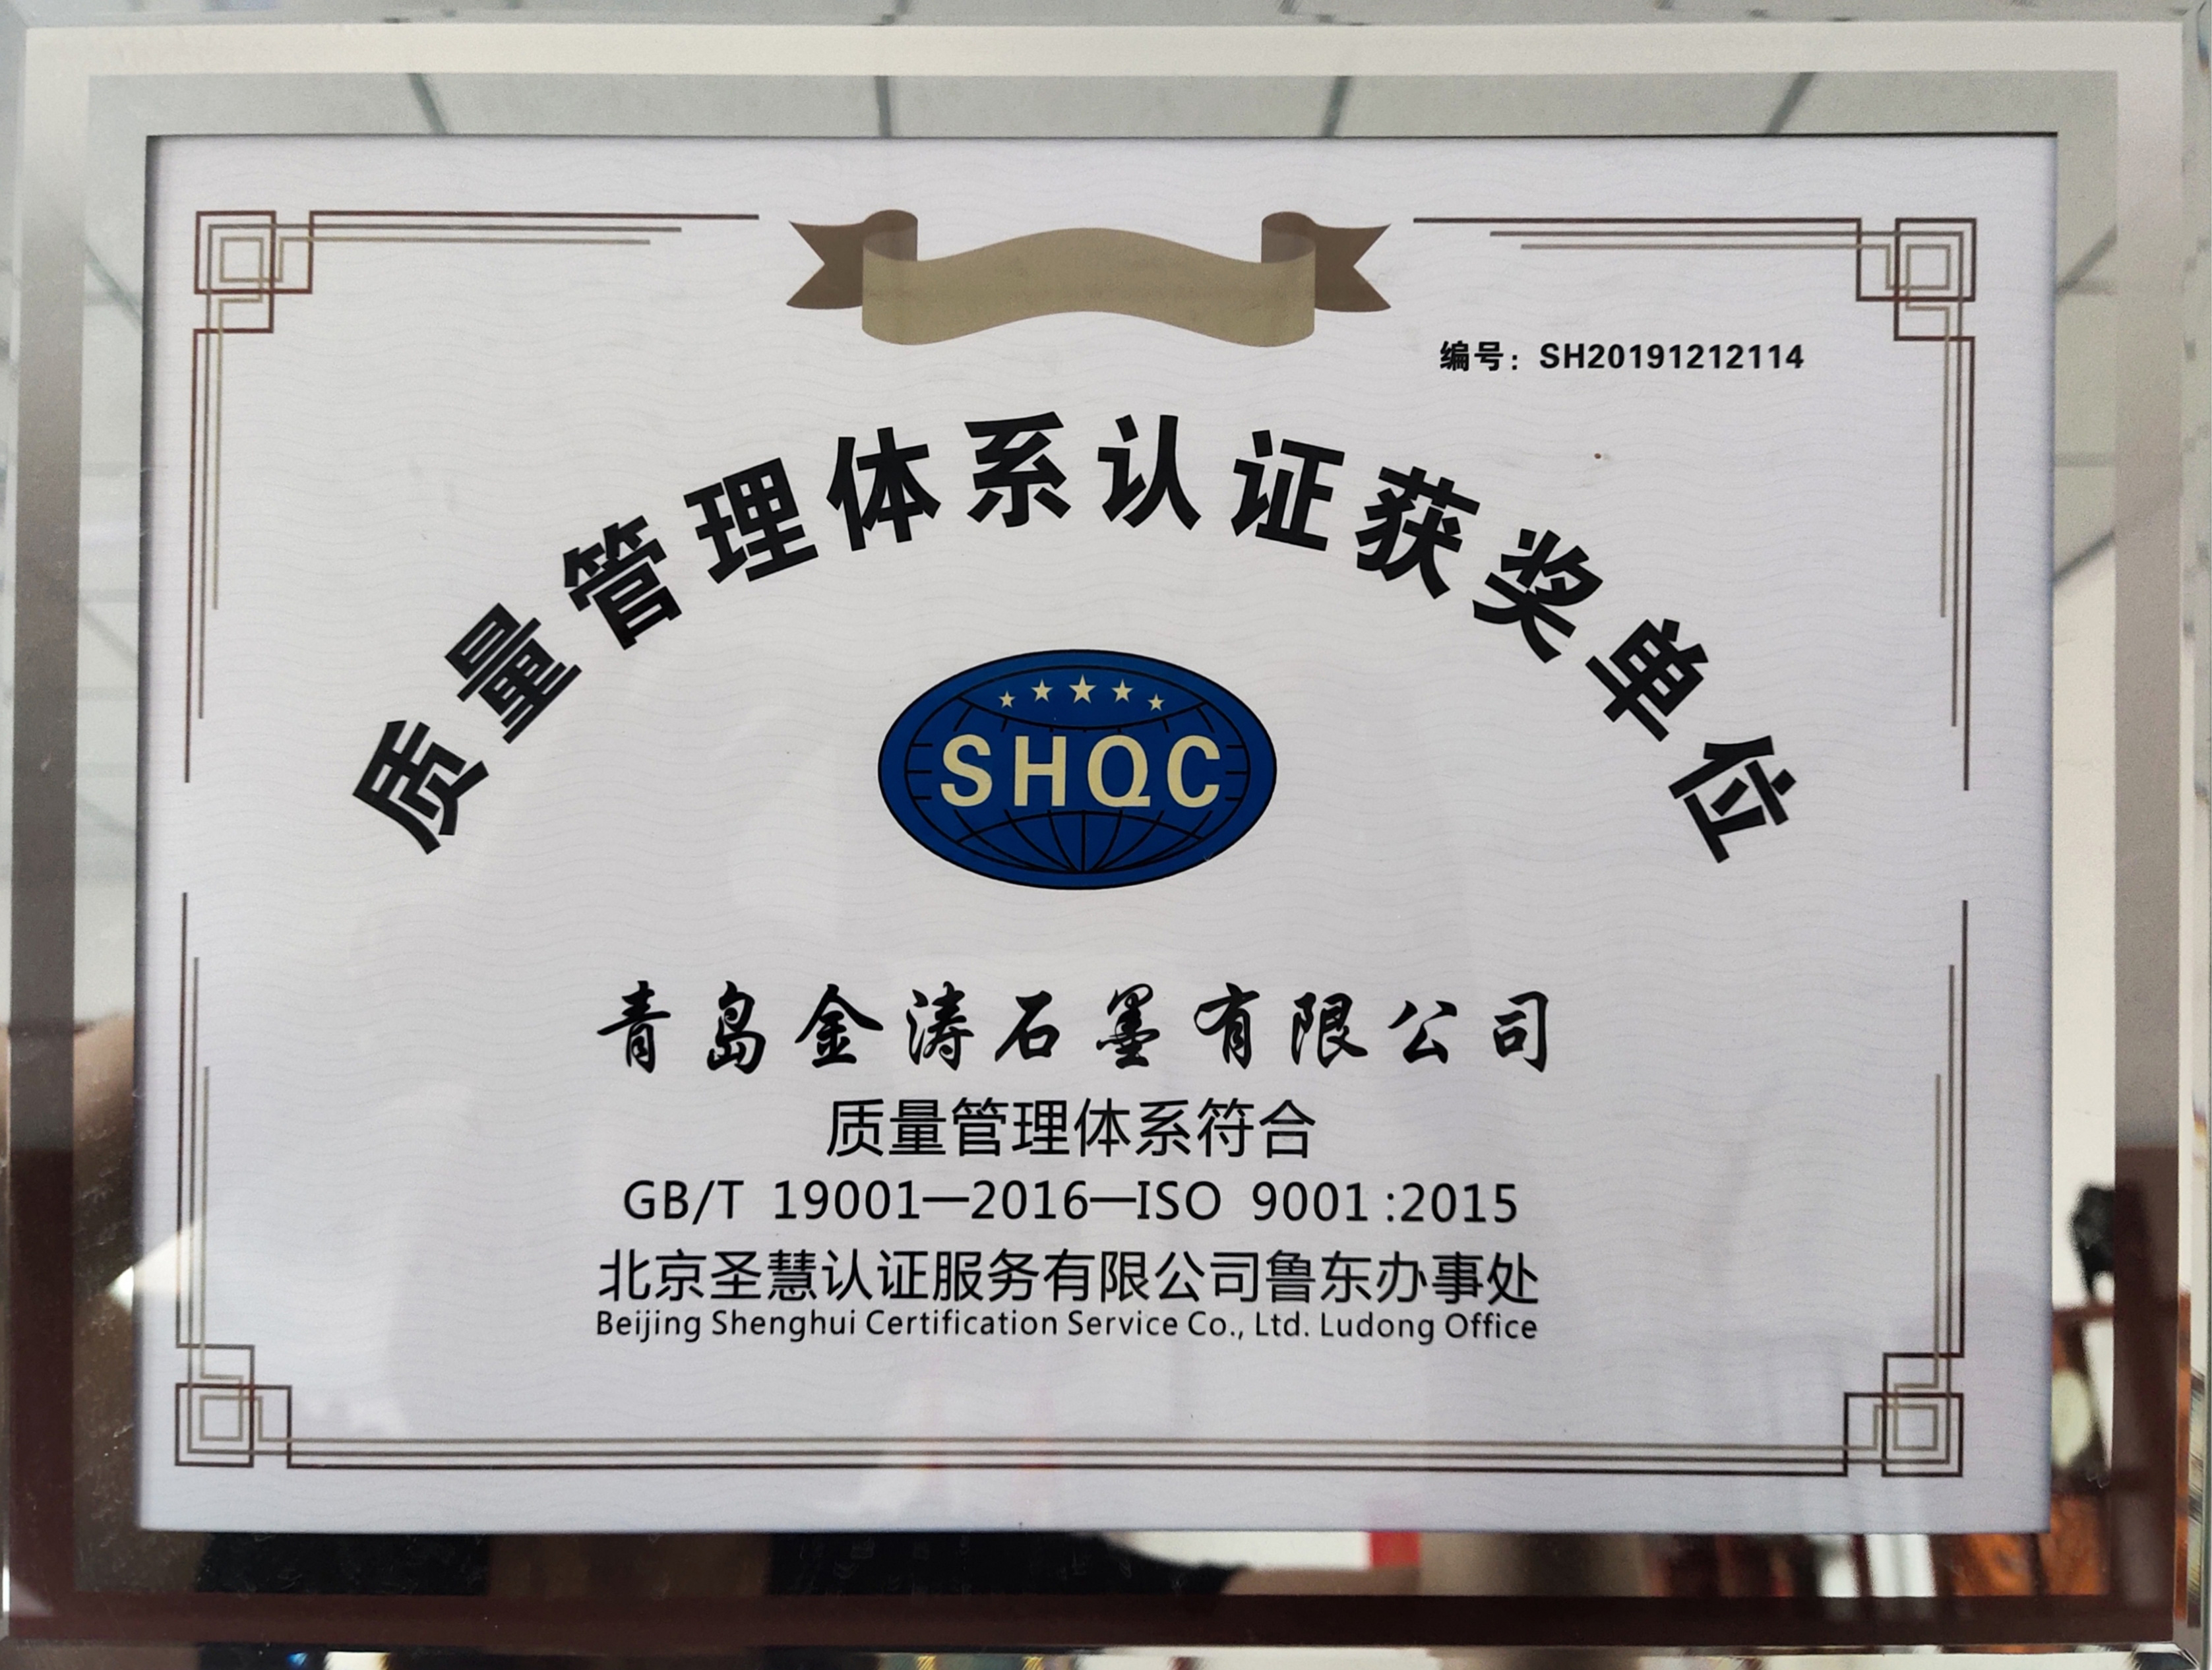 编号：SH20191212114
质量管理体系认证获奖单位
SHQC
青岛金涛石墨有限公司
质量管理体系符合
GB/T 19001—2016—ISO 9001:2015
北京圣慧认证服务有限公司鲁东办事处
Beijing Shenghui Certification Service Co., Ltd. Ludong Office